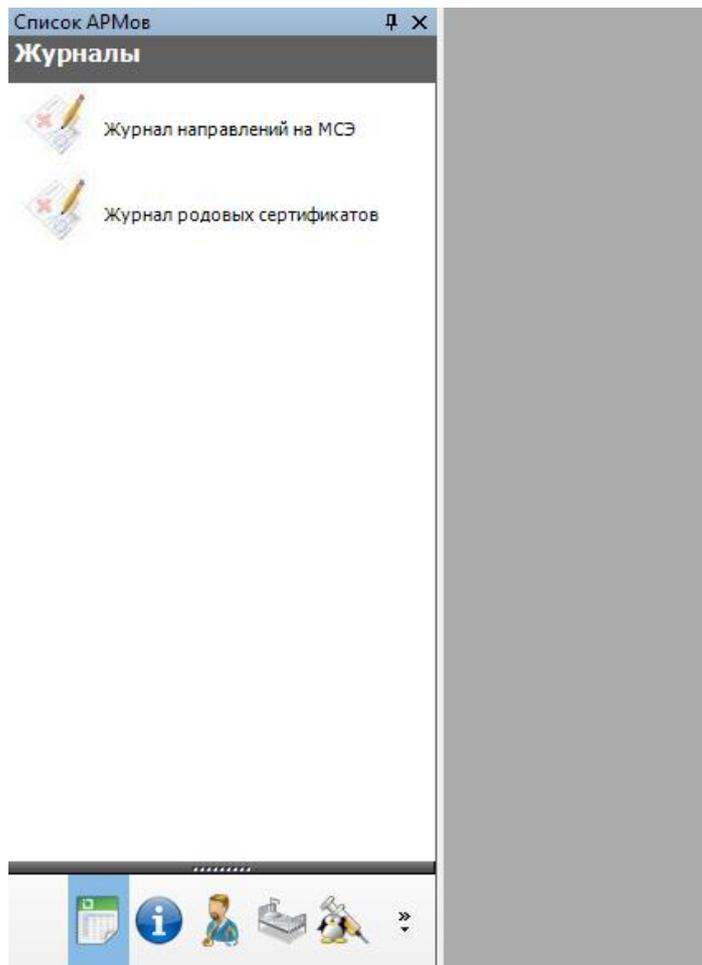 Список АРМов
Журналы
Журнал направлений на МСЭ
Журнал родовых сертификатов